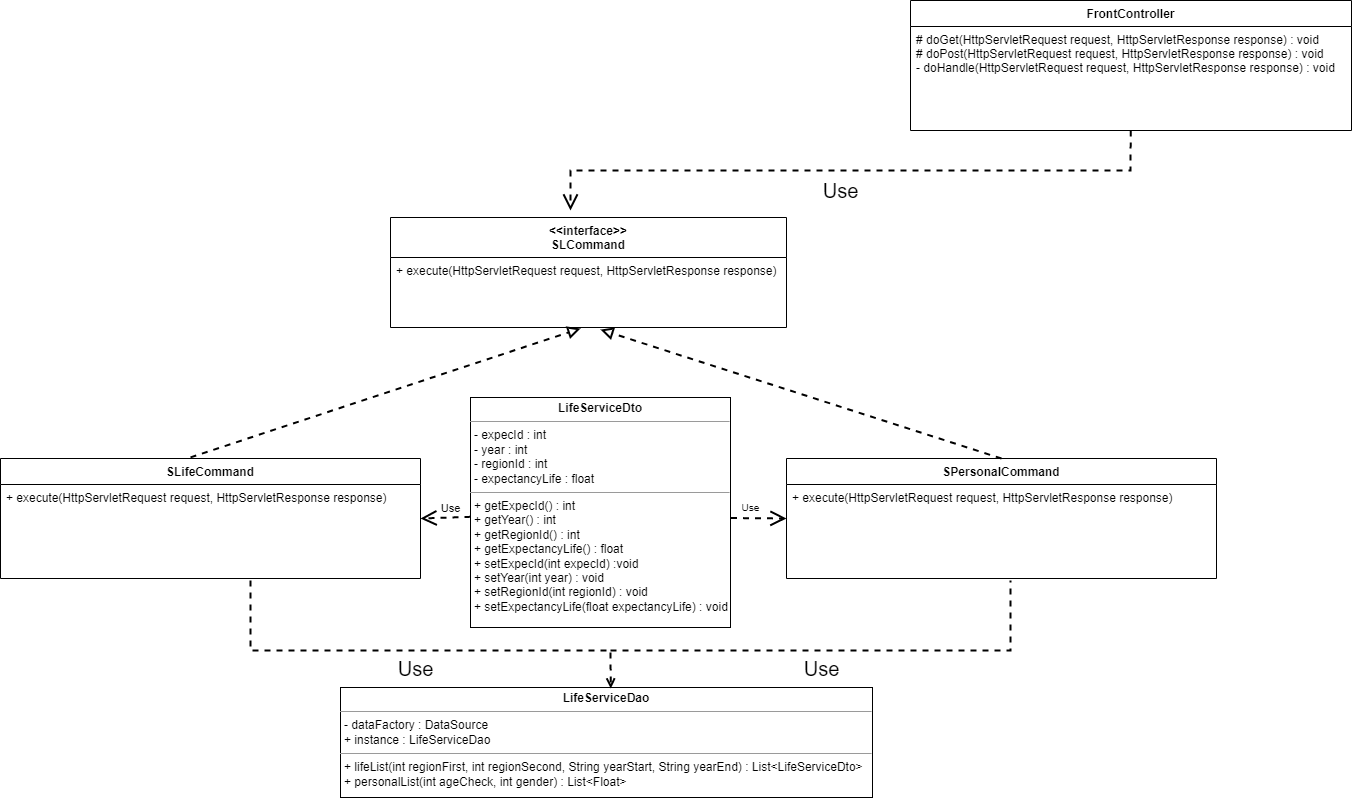 FrontController
# doGet(HttpServletRequest request, HttpServletResponse response) : void
# doPost(HttpServletRequest request, HttpServletResponse response) : void
- doHandle(HttpServletRequest request, HttpServletResponse response) : void
Use
<<interface>>
SLCommand
+ execute(HttpServletRequest request, HttpServletResponse response)
LifeServiceDto
- expecId : int
- year : int
- regionId : int
- expectancyLife : float
+ getExpecId() : int
+ getYear() : int
+ getRegionId() : int
+ getExpectancyLife() : float
+ setExpecId(int expecId) :void
+ setYear(int year) : void
+ setRegionId(int regionId) : void
+ setExpectancyLife(float expectancyLife) : void
SLifeCommand
+ execute(HttpServletRequest request, HttpServletResponse response)
Use
Use
SPersonalCommand
+ execute(HttpServletRequest request, HttpServletResponse response)
Use
Use
LifeServiceDao
- dataFactory : DataSource
+ instance : LifeServiceDao
+ lifeList(int regionFirst, int regionSecond, String yearStart, String yearEnd) : List<LifeServiceDto>
+ personalList(int ageCheck, int gender) : List<Float>